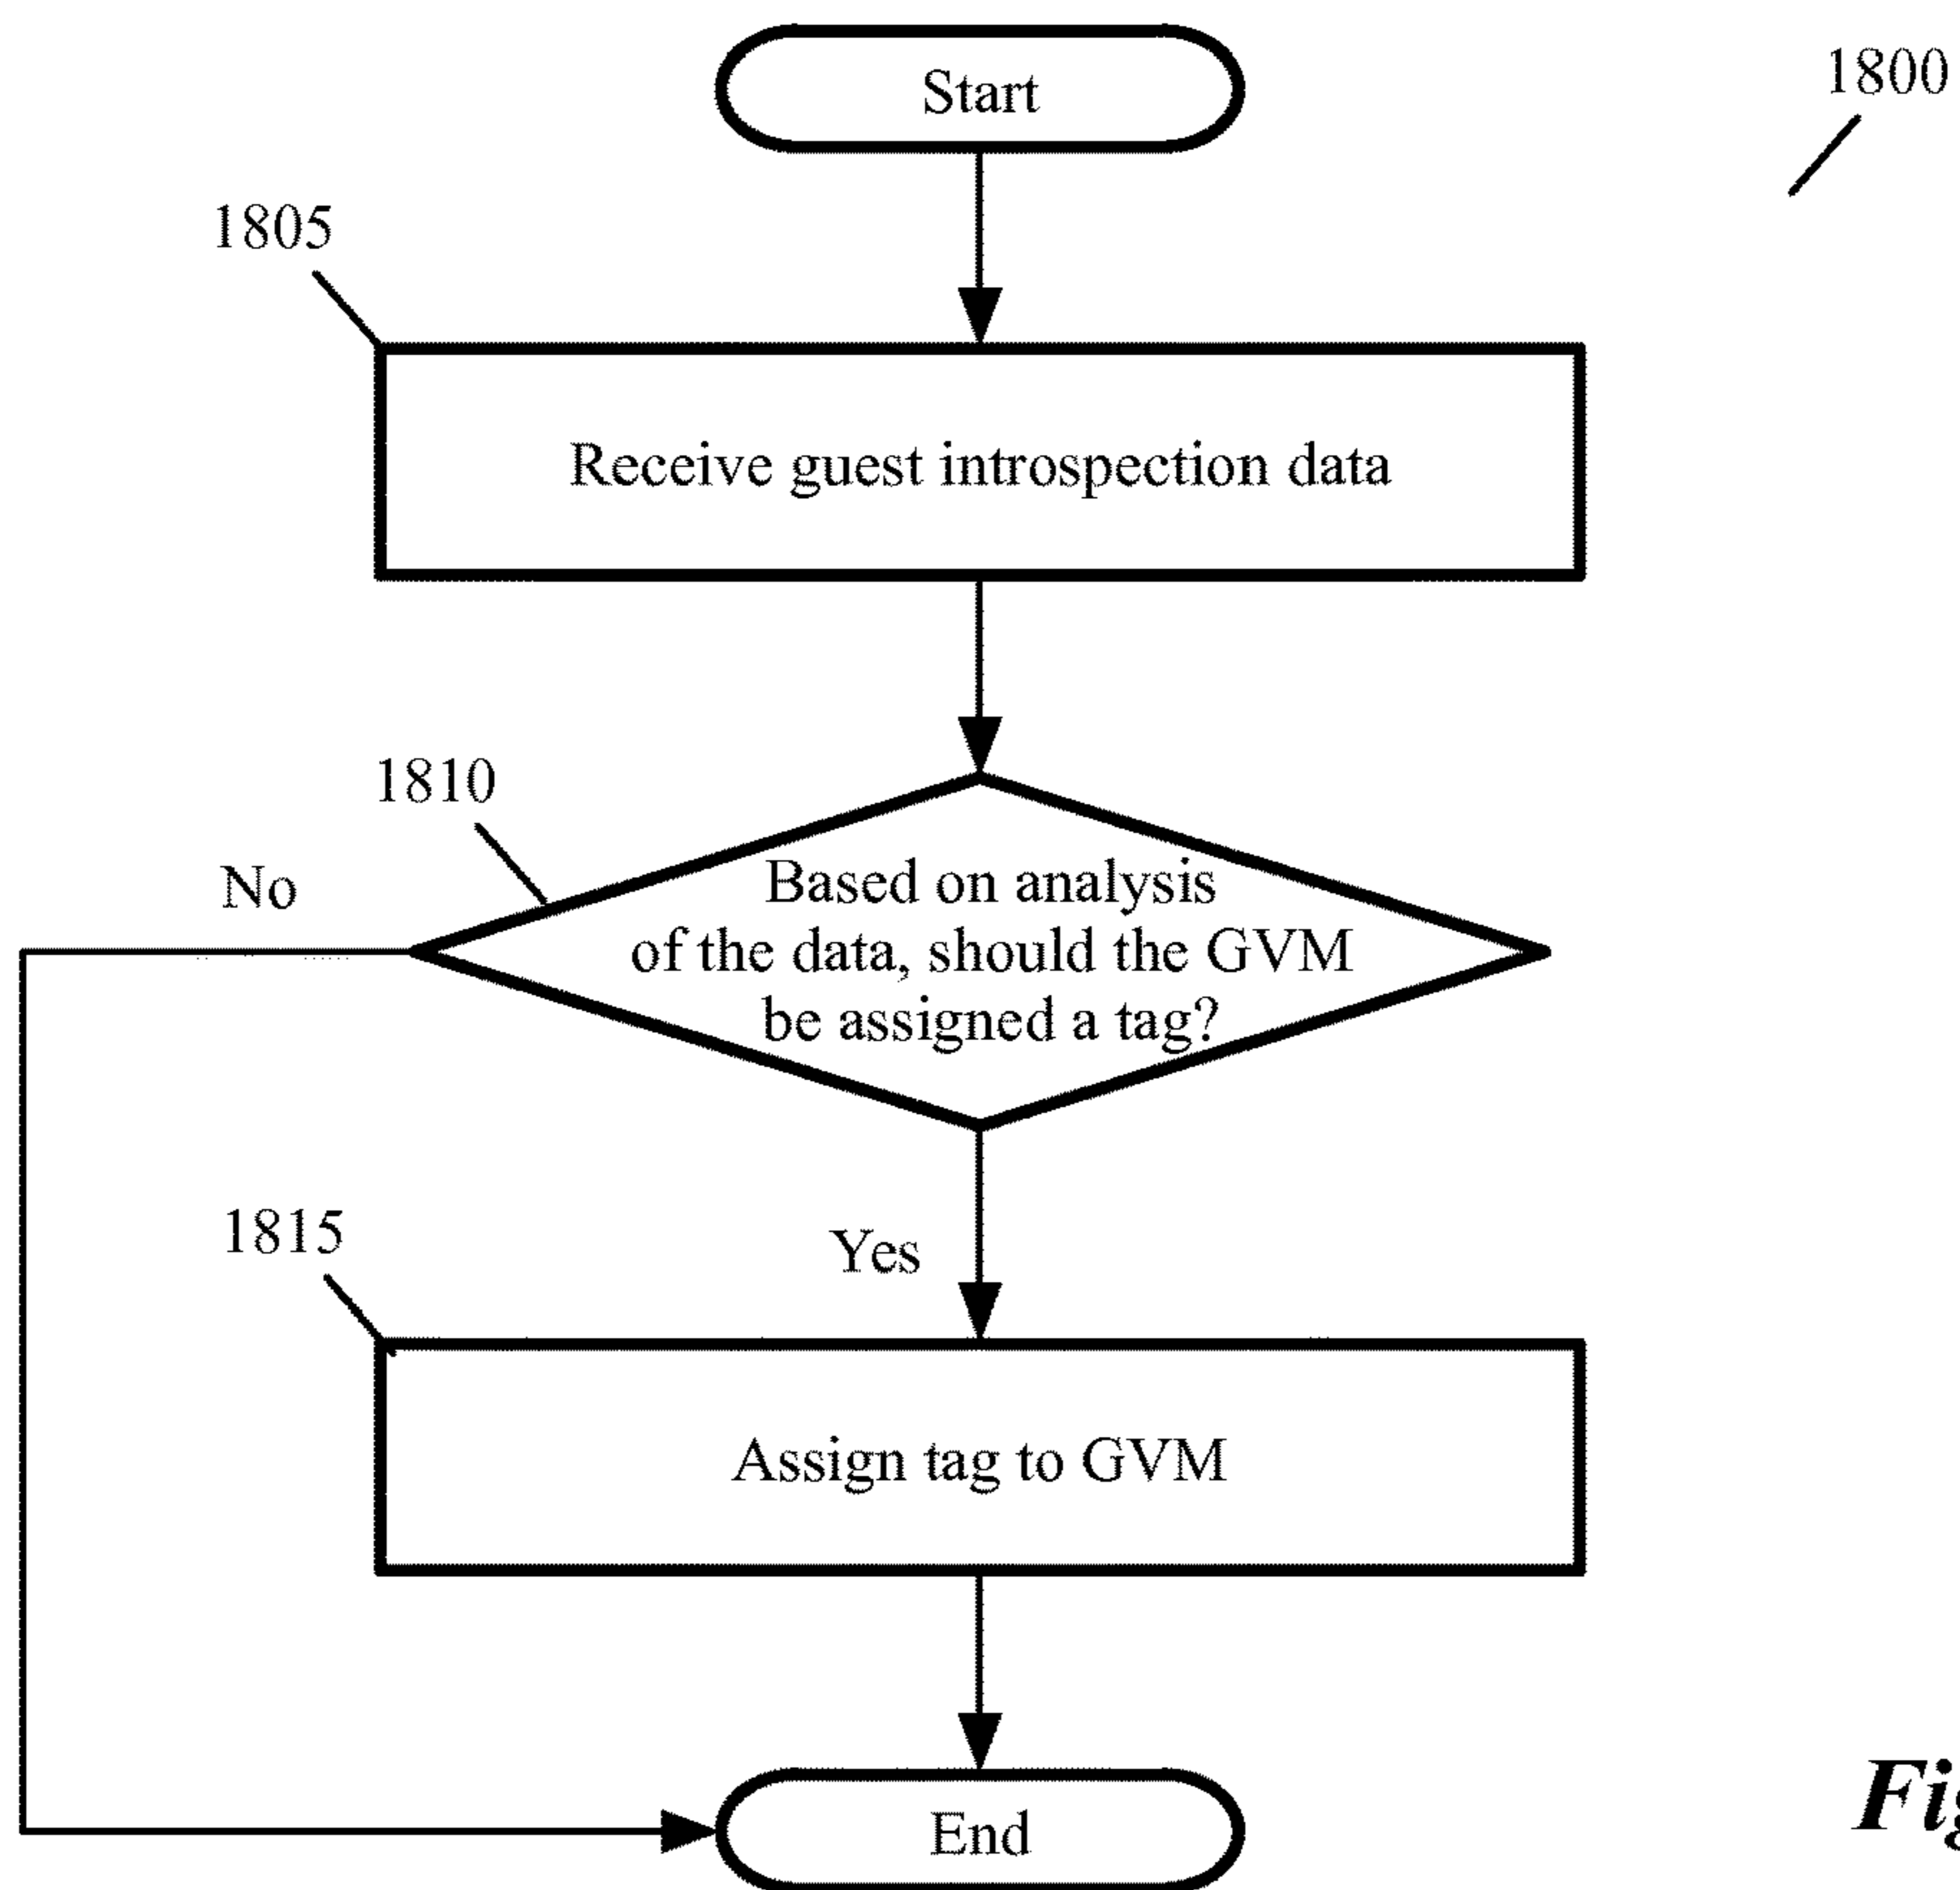 Start
1800
1805
Receive guest introspection data
1810
No
Based on analysis
of the data, should the GVM
be assigned a tag?
1815
Yes
Assign tag to GVM
End